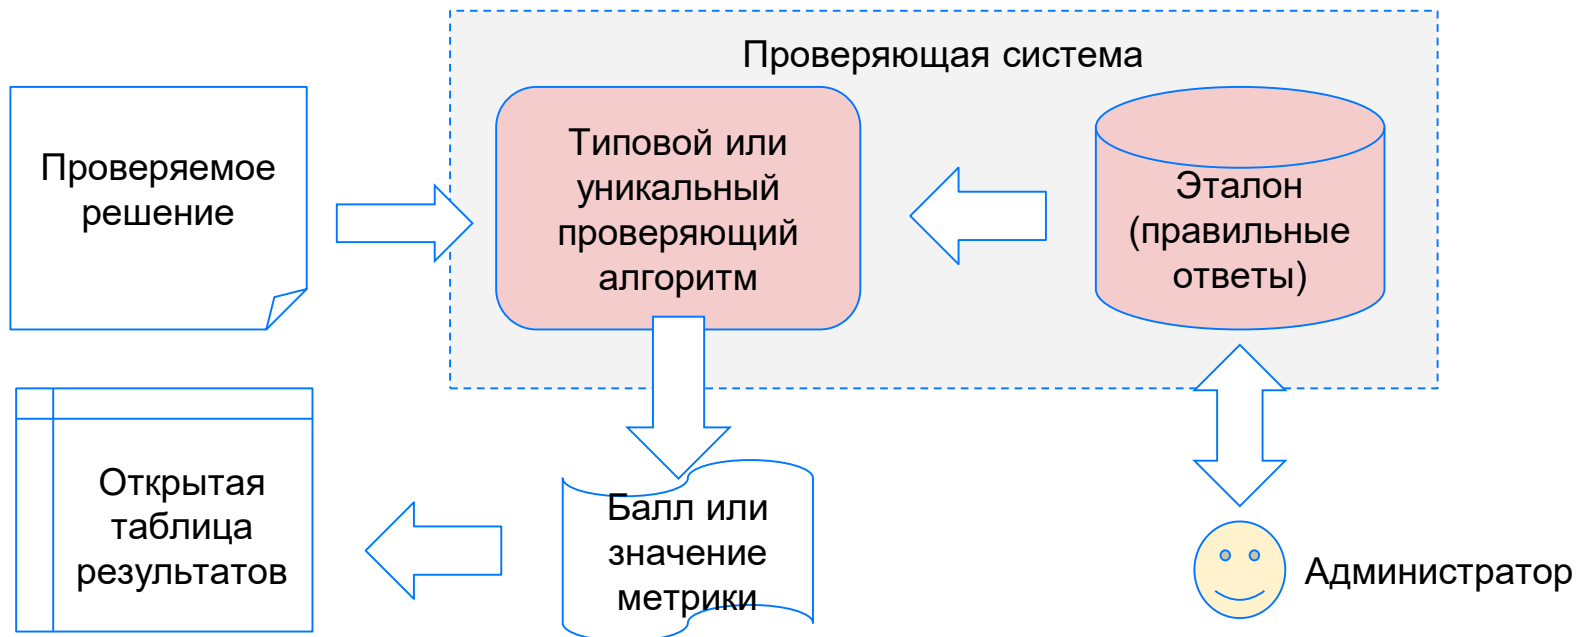 Проверяющая система
Проверяемое
решение
Типовой или
уникальный
проверяющий
алгоритм
Эталон
(правильные
ответы)
Открытая
таблица
результатов
Балл или
значение
метрики
Администратор